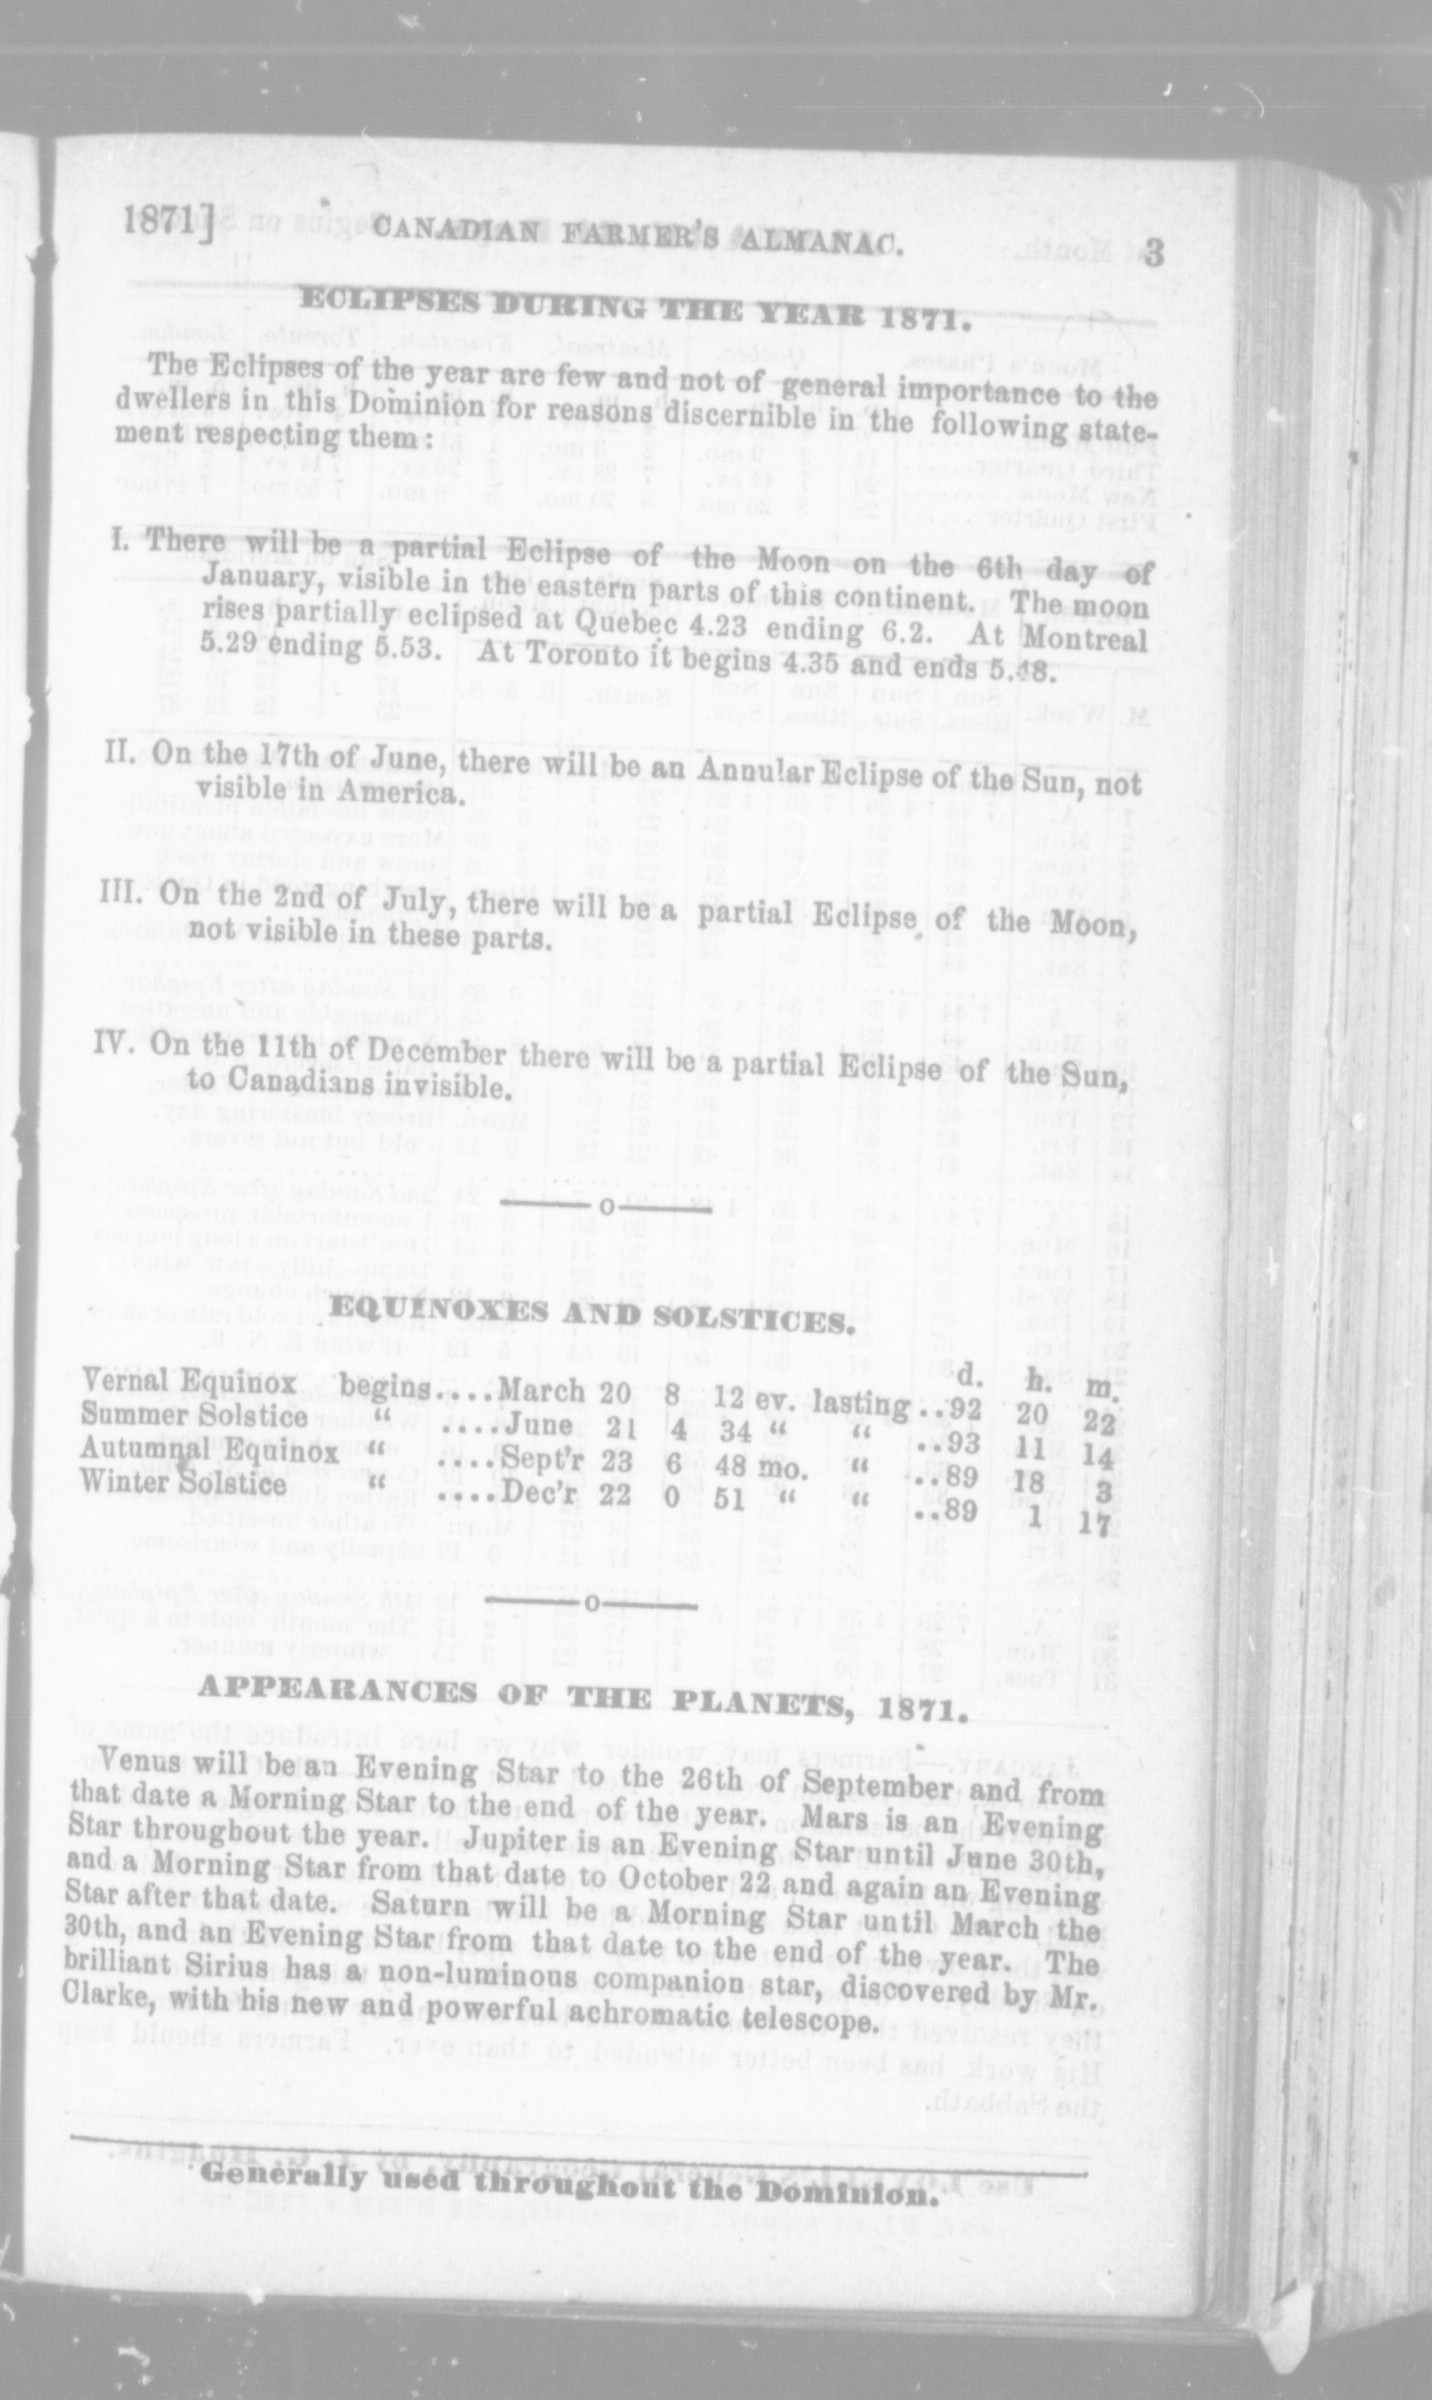 1871] CANADIAN FARMER'S ALMANAC. 3
ECLIPSES DURING THE YEAR 1871.
The Eclipses of the year are few and not of general importance to the
dwellers in this Dominion for reasons discernible in the following state-
ment respecting them:
I. There will be a partial Eclipse of the Moon on the 6th day of
January, visible in the eastern parts of this continent. The moon
rises partially eclipsed at Quebec 4.23 ending 6.2. At Montreal
5.29 ending 5.53. At Toronto it begins 4.35 and ends 5.48.
II. On the 17th of June, there will be an Annular Eclipse of the Sun, not
visible in America.
III. On the 2nd of July, there will be a partial Eclipse of the Moon,
not visible in these parts.
IV. On the 11th of December there will be a partial Eclipse of the Sun,
to Canadians invisible.
——o——
EQUINOXES AND SOLSTICES.
d. h. m.
Vernal Equinox begins....March 20 8 12 ev. lasting..92 20 22
Summer Solstice “ ....June 21 4 34 “ “ ..93 11 14
Autumnal Equinox “ ....Sept'r 23 6 48 mo. “ ..89 18 3
Winter Solstice “ ....Dec'r 22 0 51 “ “ ..89 1 17
——o——
APPEARANCES OF THE PLANETS, 1871.
Venus will be an Evening Star to the 26th of September and from
that date a Morning Star to the end of the year. Mars is an Evening
Star throughout the year. Jupiter is an Evening Star until June 30th,
and a Morning Star from that date to October 22 and again an Evening
Star after that date. Saturn will be a Morning Star until March the
30th, and an Evening Star from that date to the end of the year. The
brilliant Sirius has a non-luminous companion star, discovered by Mr.
Clarke, with his new and powerful achromatic telescope.
Generally used throughout the Dominion.